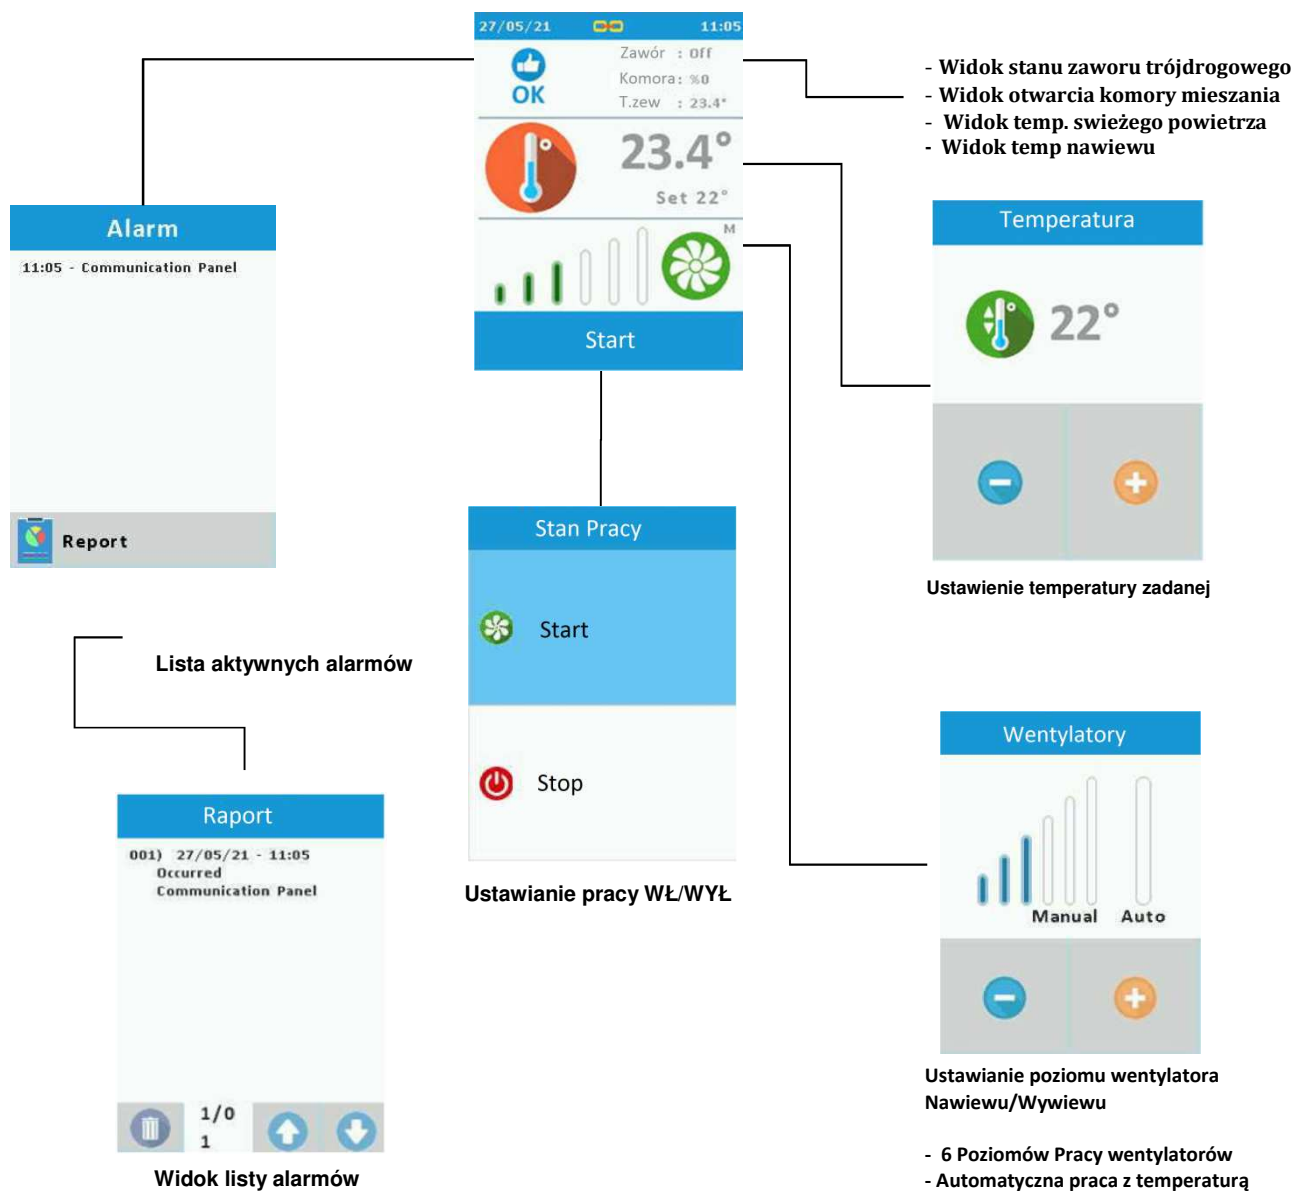 27/05/21 11:05
OK
Zawór : Off
Komora : %0
T.zew : 23.4°
23.4°
Set 22°
M
Start
- Widok stanu zaworu trójdrogowego
- Widok otwarcia komory mieszania
- Widok temp. swieżego powietrza
- Widok temp nawiewu
Alarm
11:05 - Communication Panel
Report
Lista aktywnych alarmów
Temperatura
22°
Ustawienie temperatury zadanej
Stan Pracy
Start
Stop
Ustawianie pracy WŁ/WYŁ
Raport
001) 27/05/21 - 11:05
Occurred
Communication Panel
1/0
1
Widok listy alarmów
Wentylatory
Manual Auto
Ustawianie poziomu wentylatora
Nawiewu/Wywiewu
- 6 Poziomów Pracy wentylatorów
- Automatyczna praca z temperaturą